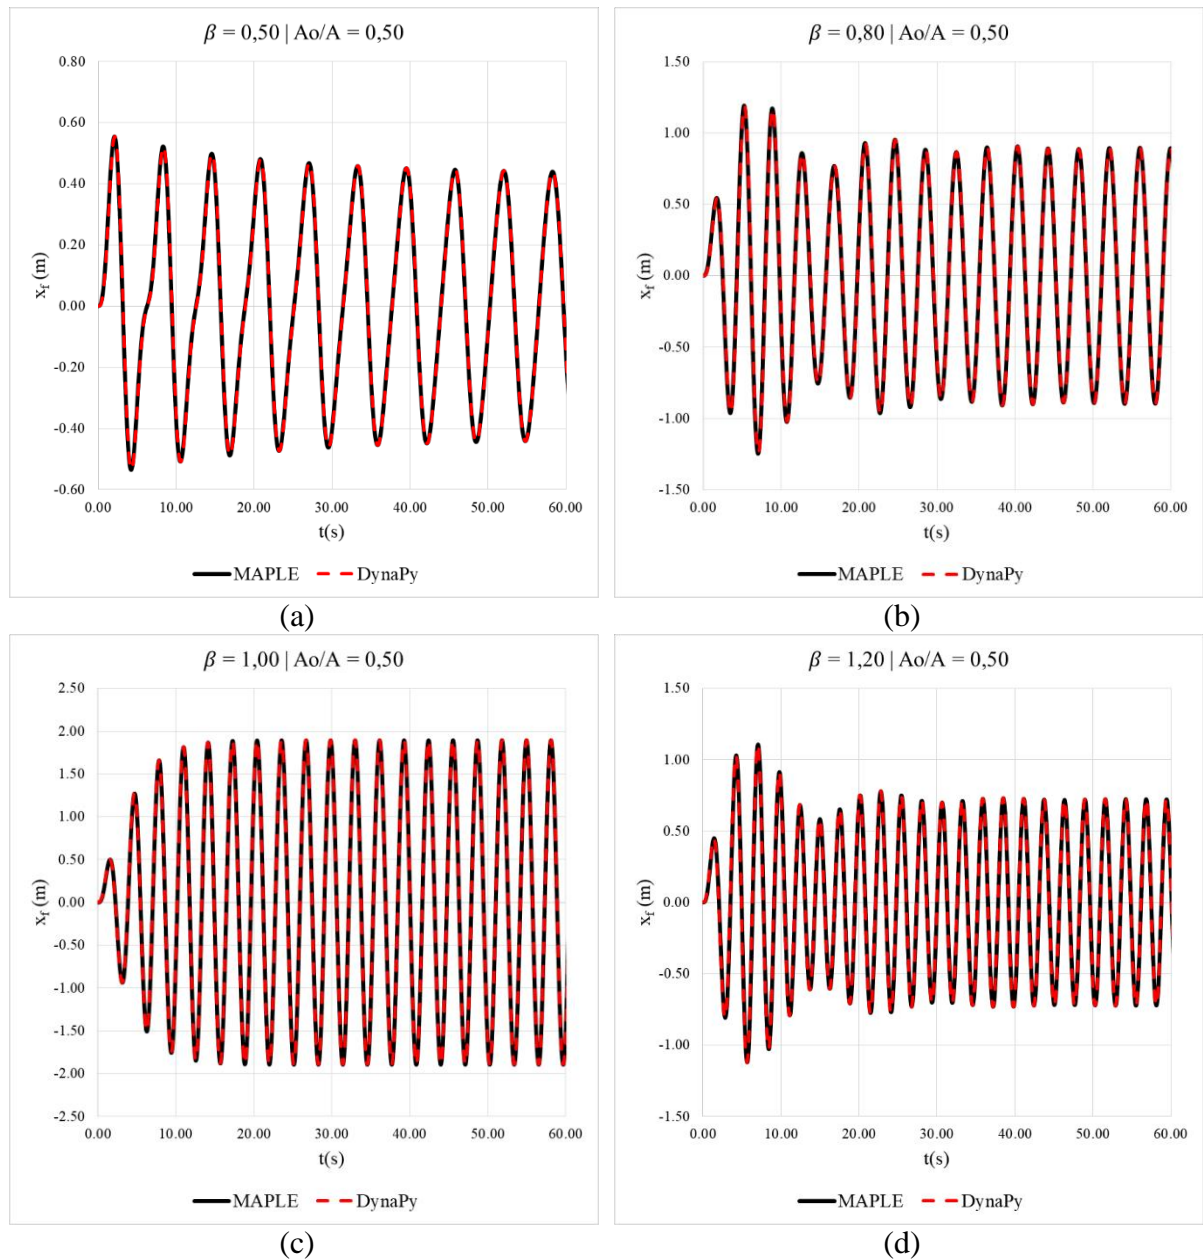 β = 0,50 | Ao/A = 0,50
0.80
0.60
0.40
0.20
0.00
-0.20
-0.40
-0.60
x_f (m)
0.00 10.00 20.00 30.00 40.00 50.00 60.00
t(s)
MAPLE DynaPy
(a)
β = 0,80 | Ao/A = 0,50
1.50
1.00
0.50
0.00
-0.50
-1.00
-1.50
x_f (m)
0.00 10.00 20.00 30.00 40.00 50.00 60.00
t(s)
MAPLE DynaPy
(b)
β = 1,00 | Ao/A = 0,50
2.50
2.00
1.50
1.00
0.50
0.00
-0.50
-1.00
-1.50
-2.00
-2.50
x_f (m)
0.00 10.00 20.00 30.00 40.00 50.00 60.00
t(s)
MAPLE DynaPy
(c)
β = 1,20 | Ao/A = 0,50
1.50
1.00
0.50
0.00
-0.50
-1.00
-1.50
x_f (m)
0.00 10.00 20.00 30.00 40.00 50.00 60.00
t(s)
MAPLE DynaPy
(d)